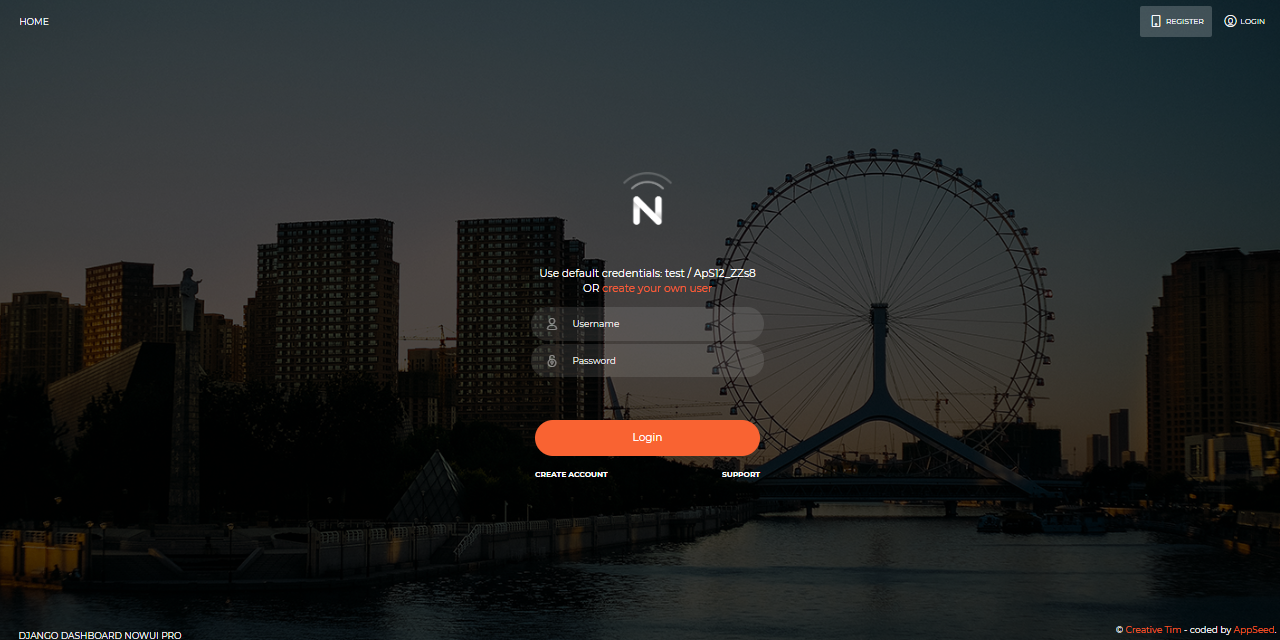 HOME
REGISTER
LOGIN
N
Use default credentials: test / ApS12_ZZs8
OR create your own user
Username
Password
Login
CREATE ACCOUNT
SUPPORT
DJANGO DASHBOARD NOWUI PRO
© Creative Tim - coded by AppSeed.